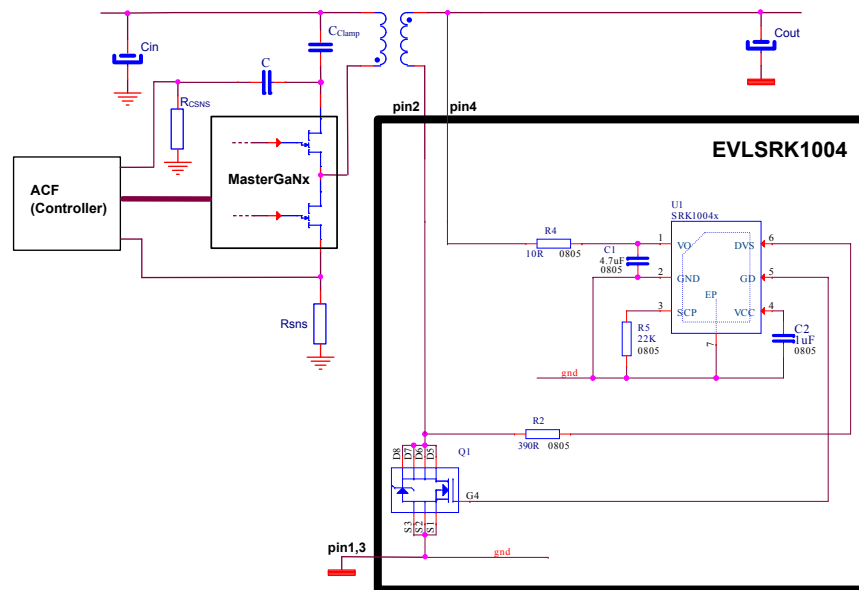 Cin
CClamp
Cout
C
RCSNS
pin2
pin4
EVLSRK1004
MasterGaNx
ACF
(Controller)
U1
SRK1004x
R4
10R 0805
C1
4.7uF
0805
1 VO DVS 6
2 GND GD 5
EP
3 SCP VCC 4
7
R5
22K
0805
C2
1uF
0805
Rsns
gnd
R2
390R 0805
D8 D7 D6 D5
Q1
G4
S3 S2 S1
pin1,3
gnd